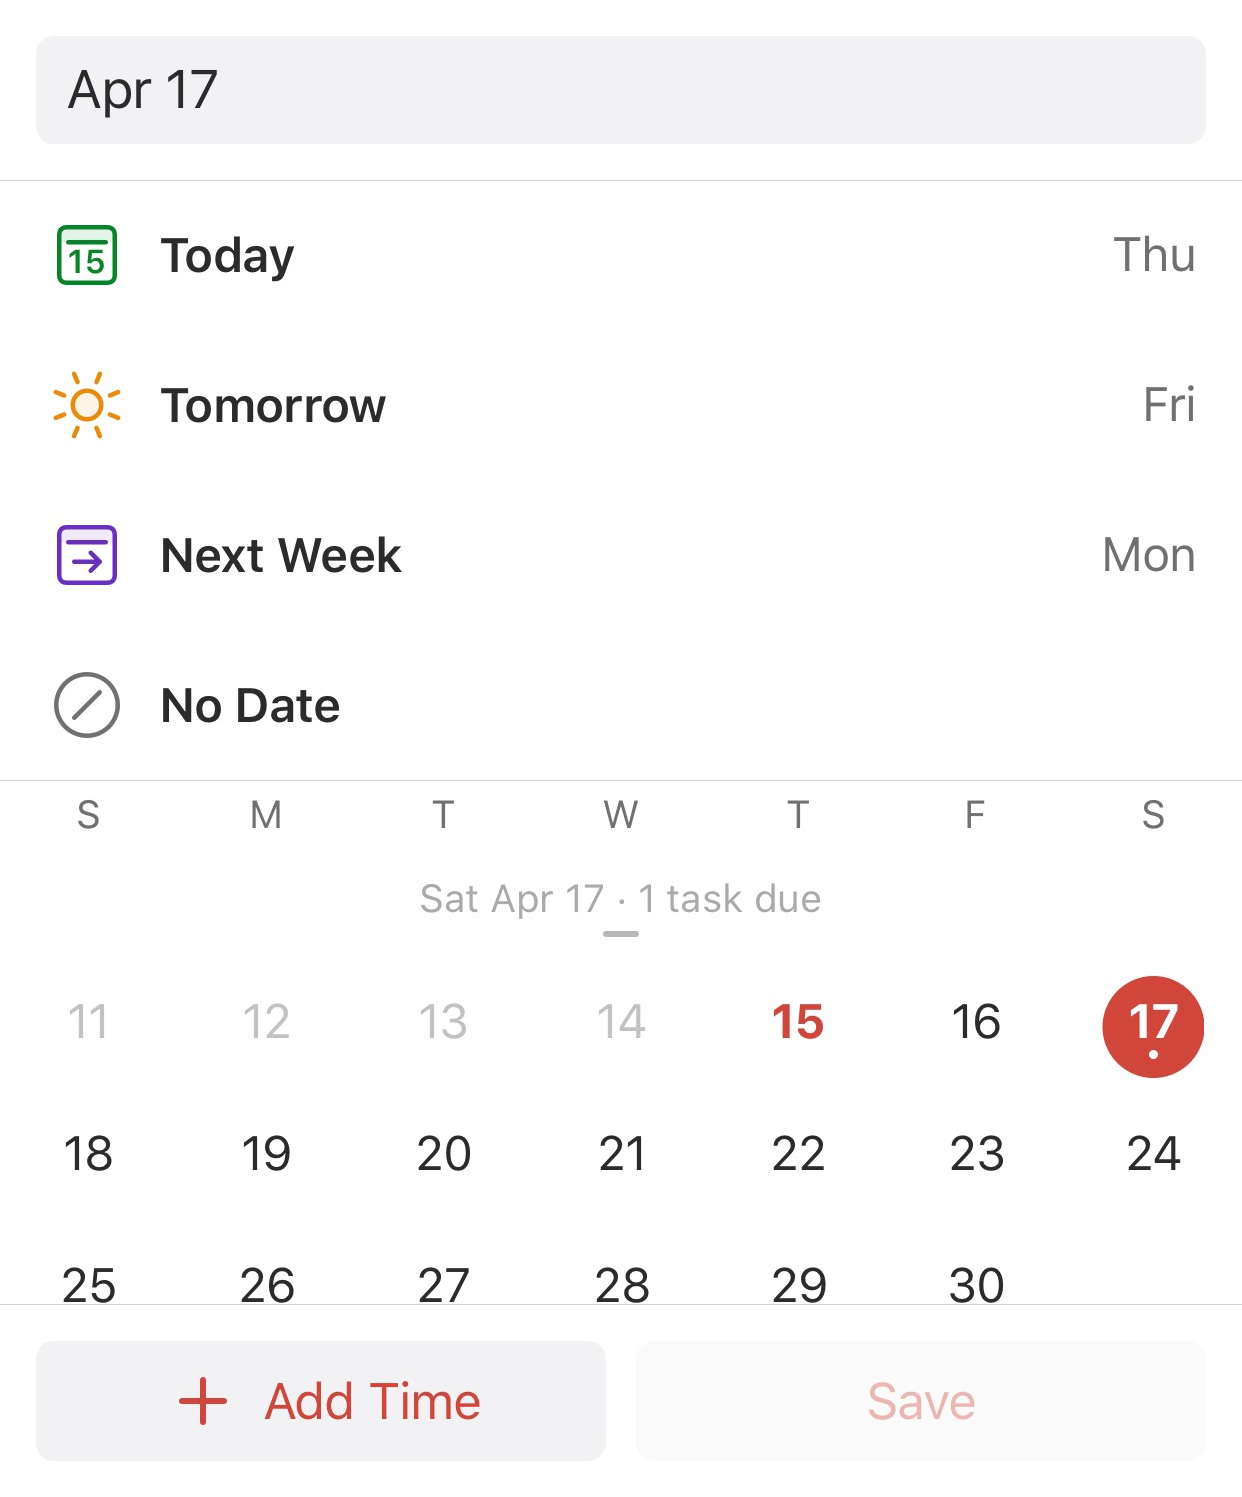 Apr 17
15 Today Thu
Tomorrow Fri
Next Week Mon
No Date
S M T W T F S
Sat Apr 17 · 1 task due
11 12 13 14 15 16 17
18 19 20 21 22 23 24
25 26 27 28 29 30
Add Time Save